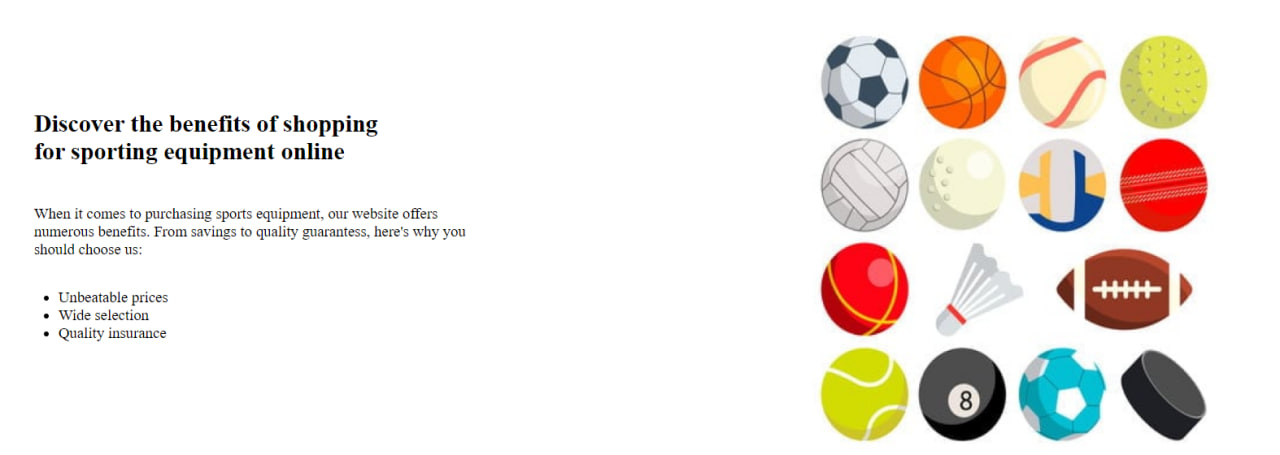 Discover the benefits of shopping
for sporting equipment online
When it comes to purchasing sports equipment, our website offers
numerous benefits. From savings to quality guarantess, here's why you
should choose us:
Unbeatable prices
Wide selection
Quality insurance
8